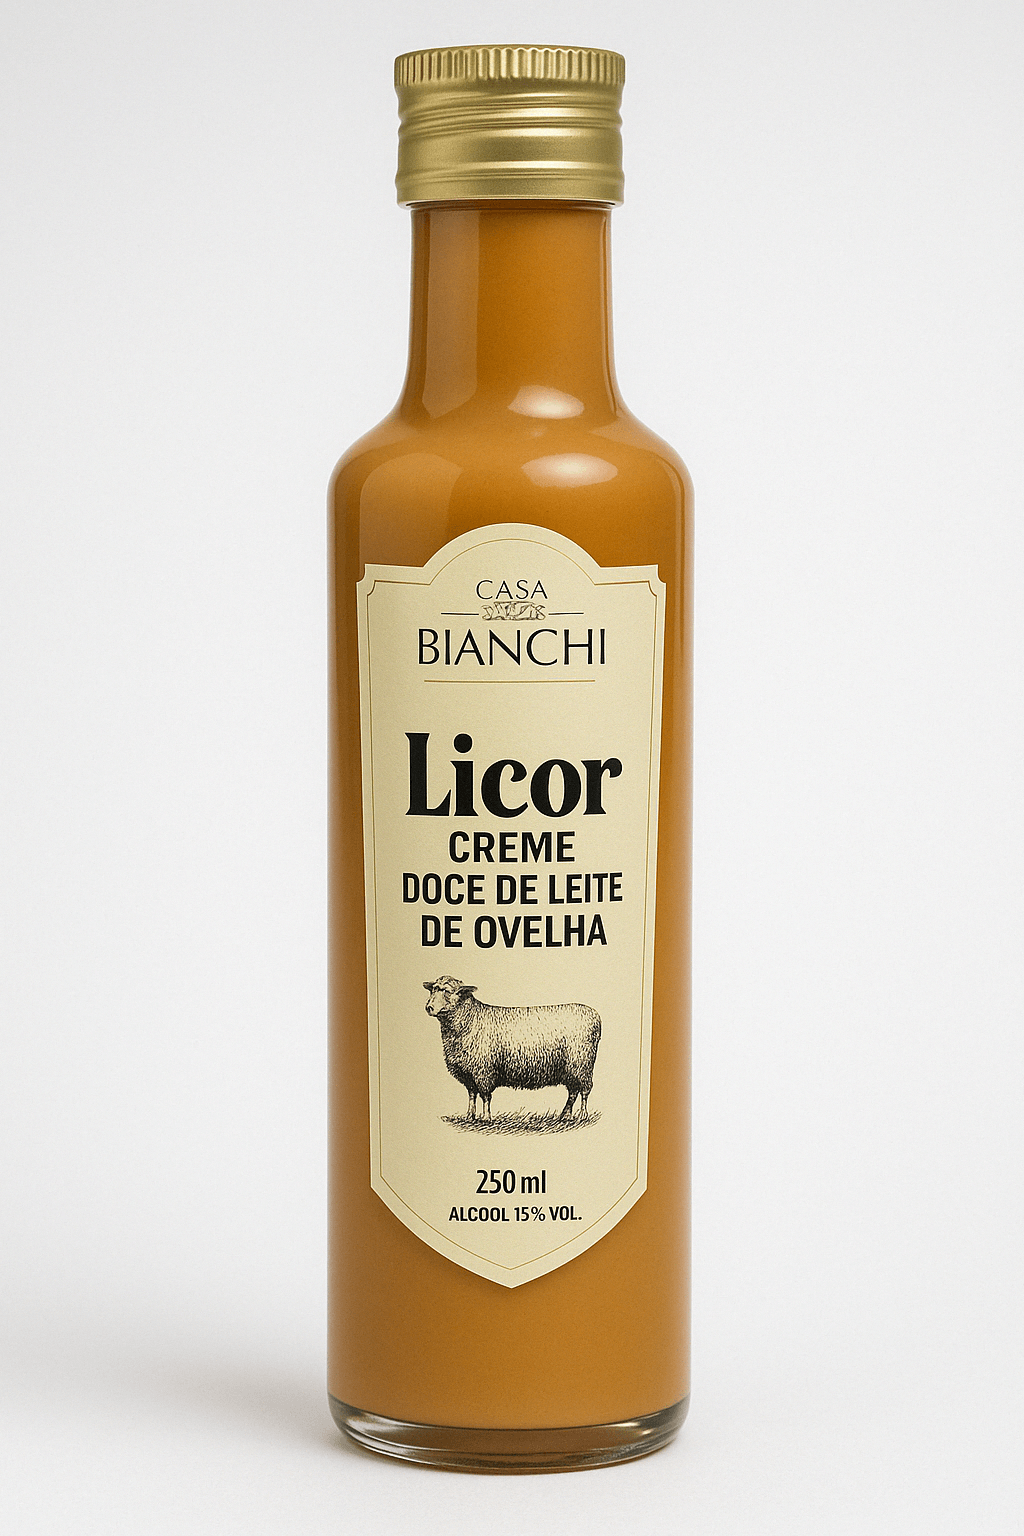 CASA
BIANCHI
Licor
CREME
DOCE DE LEITE
DE OVELHA
250 ml
ALCOOL 15% VOL.